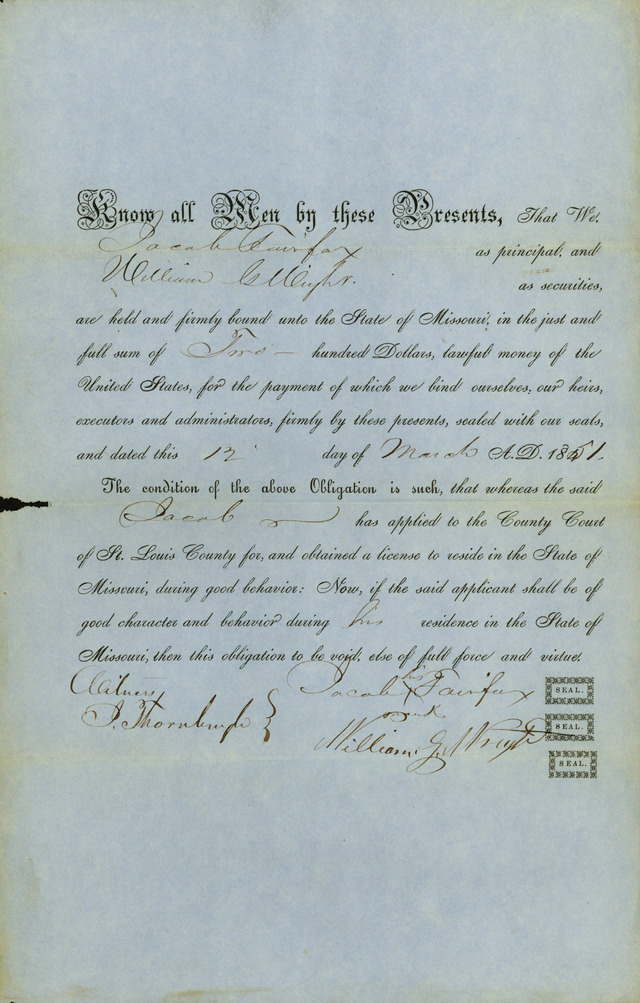 Know all Men by these Presents, That We,
Jacob Fairfax as principal, and
William G Wright. as securities,
are held and firmly bound unto the State of Missouri, in the just and
full sum of Two — hundred Dollars, lawful money of the
United States, for the payment of which we bind ourselves, our heirs,
executors and administrators, firmly by these presents, sealed with our seals,
and dated this 12 day of March A.D. 1851.
The condition of the above Obligation is such, that whereas the said
Jacob has applied to the County Court
of St. Louis County for, and obtained a license to reside in the State of
Missouri, during good behavior: Now, if the said applicant shall be of
good character and behavior during his residence in the State of
Missouri, then this obligation to be void, else of full force and virtue.
Witness Jacob his Fairfax SEAL.
J. Thornburgh mark SEAL.
William G. Wright SEAL.